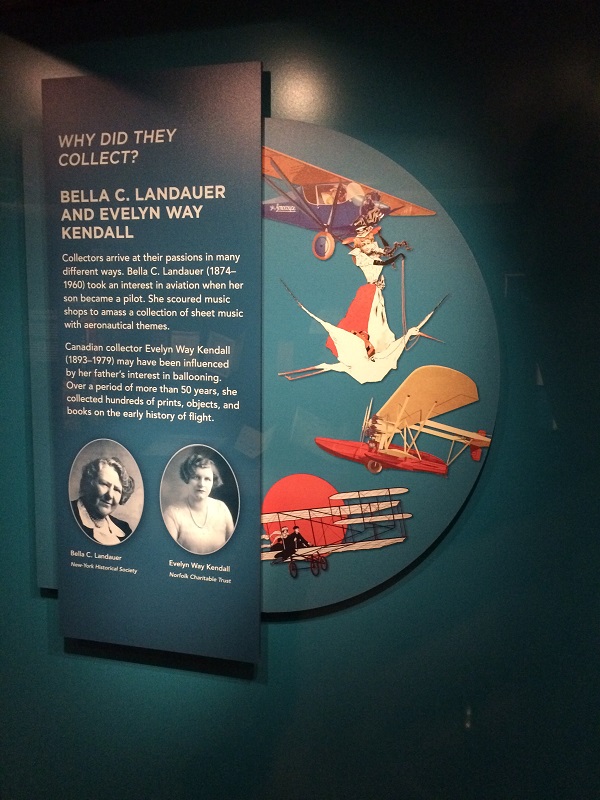 WHY DID THEY
COLLECT?
BELLA C. LANDAUER
AND EVELYN WAY
KENDALL
Collectors arrive at their passions in many
different ways. Bella C. Landauer (1874–
1960) took an interest in aviation when her
son became a pilot. She scoured music
shops to amass a collection of sheet music
with aeronautical themes.
Canadian collector Evelyn Way Kendall
(1893–1979) may have been influenced
by her father's interest in ballooning.
Over a period of more than 50 years, she
collected hundreds of prints, objects, and
books on the early history of flight.
Bella C. Landauer
New-York Historical Society
Evelyn Way Kendall
Norfolk Charitable Trust